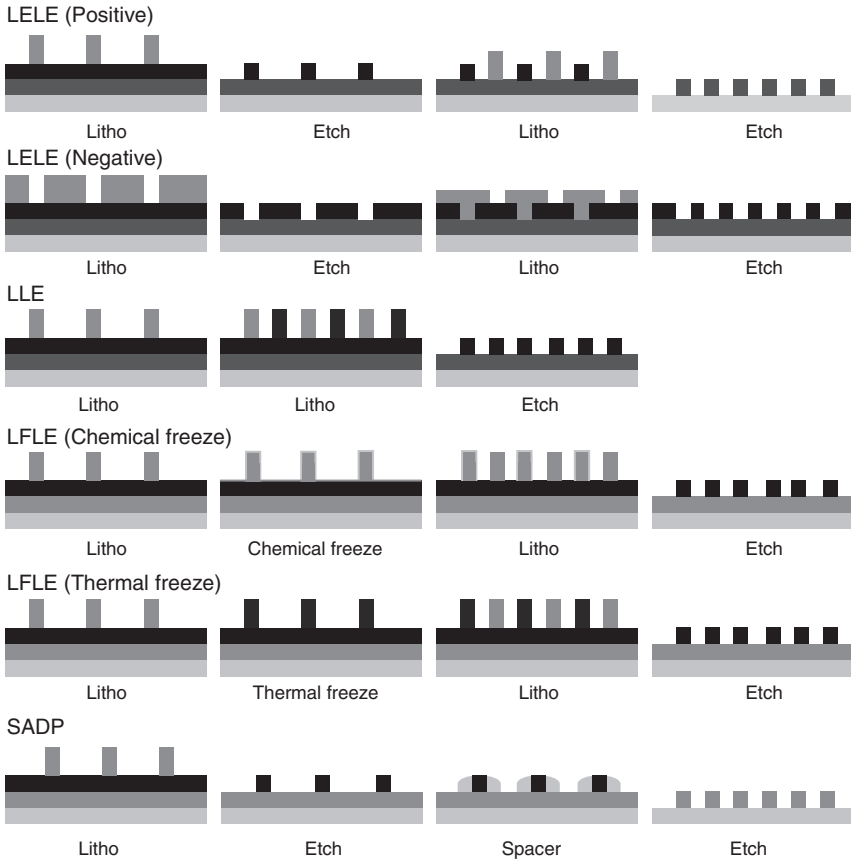 LELE (Positive)
Litho Etch Litho Etch
LELE (Negative)
Litho Etch Litho Etch
LLE
Litho Litho Etch
LFLE (Chemical freeze)
Litho Chemical freeze Litho Etch
LFLE (Thermal freeze)
Litho Thermal freeze Litho Etch
SADP
Litho Etch Spacer Etch